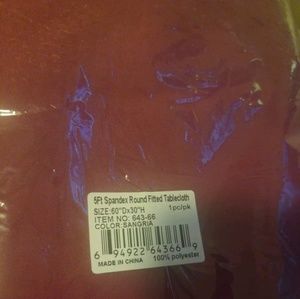 5Ft Spandex Round Fitted Tablecloth
SIZE:60"Dx30"H 1pc/pk
ITEM NO: 643-66
COLOR:SANGRIA
6 94922 64366 9
MADE IN CHINA 100% polyester